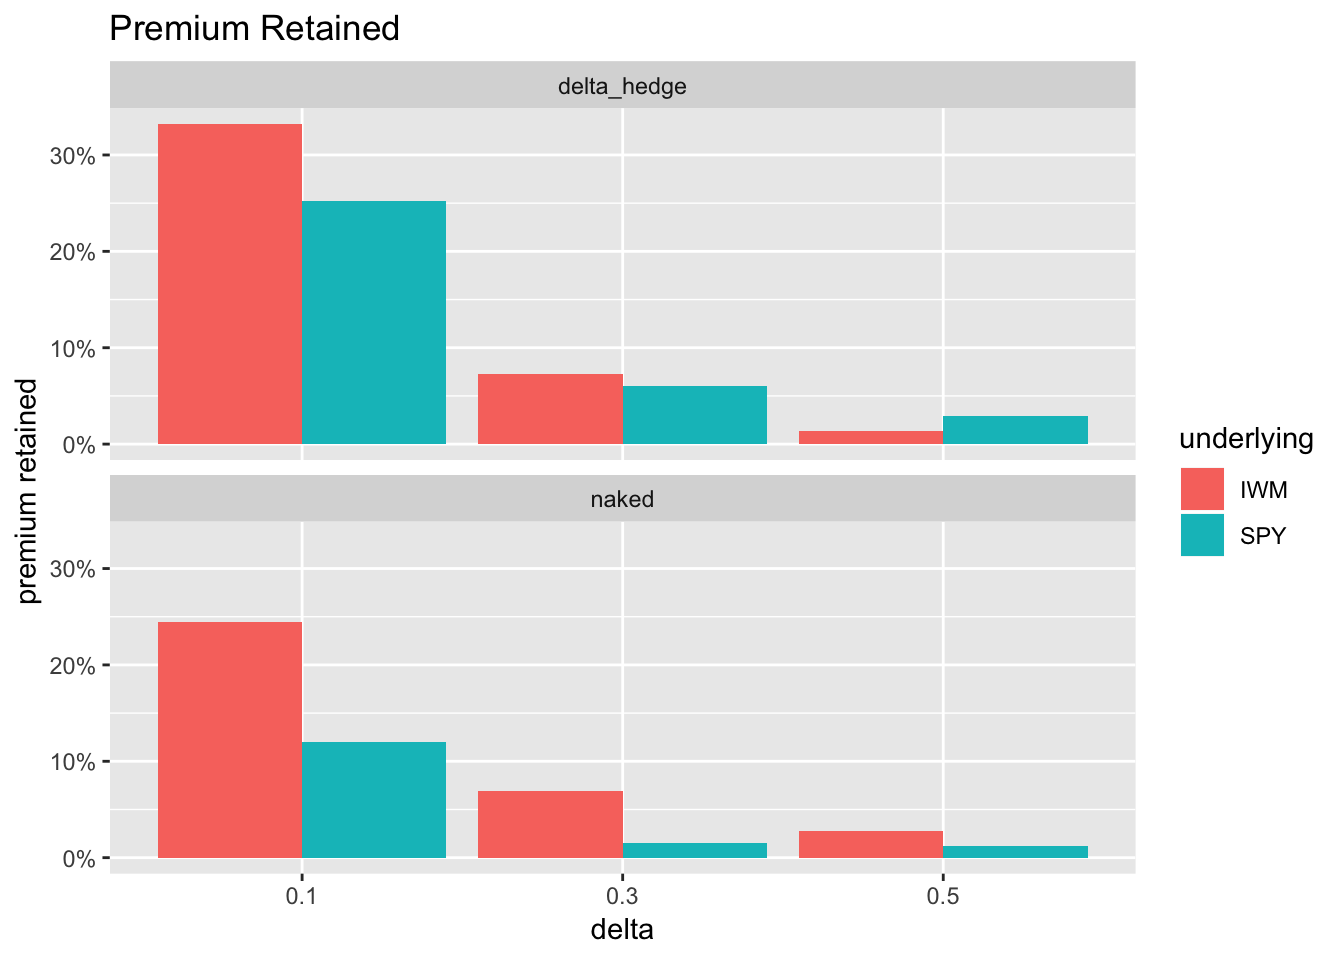 Premium Retained
delta_hedge
30%
20%
10%
0%
naked
30%
20%
10%
0%
0.1
0.3
0.5
delta
premium retained
underlying
IWM
SPY